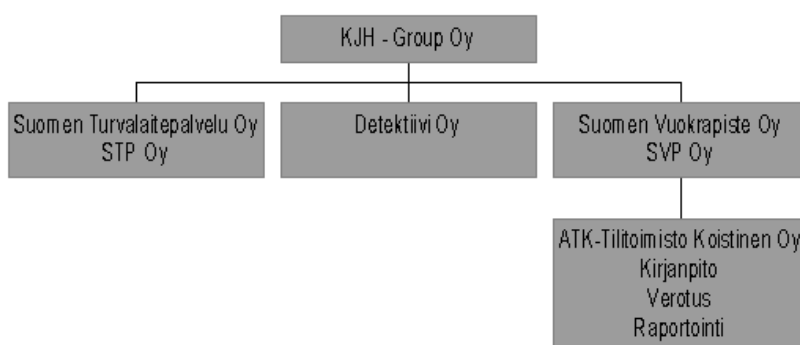 KJH - Group Oy
Suomen Turvalaitepalvelu Oy
STP Oy
Detektiivi Oy
Suomen Vuokrapiste Oy
SVP Oy
ATK-Tilitoimisto Koistinen Oy
Kirjanpito
Verotus
Raportointi